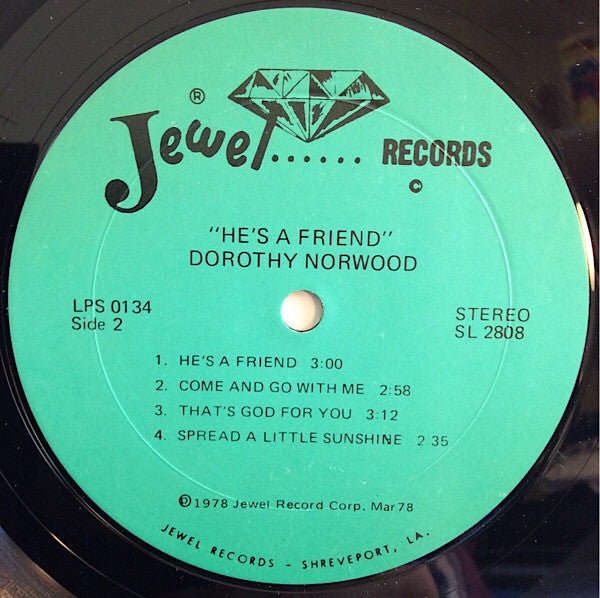 ®
Jewel...... RECORDS
©
"HE'S A FRIEND"
DOROTHY NORWOOD
LPS 0134
Side 2
STEREO
SL 2808
1. HE'S A FRIEND 3:00
2. COME AND GO WITH ME 2:58
3. THAT'S GOD FOR YOU 3:12
4. SPREAD A LITTLE SUNSHINE 2:35
℗1978 Jewel Record Corp. Mar78
JEWEL RECORDS - SHREVEPORT, LA.